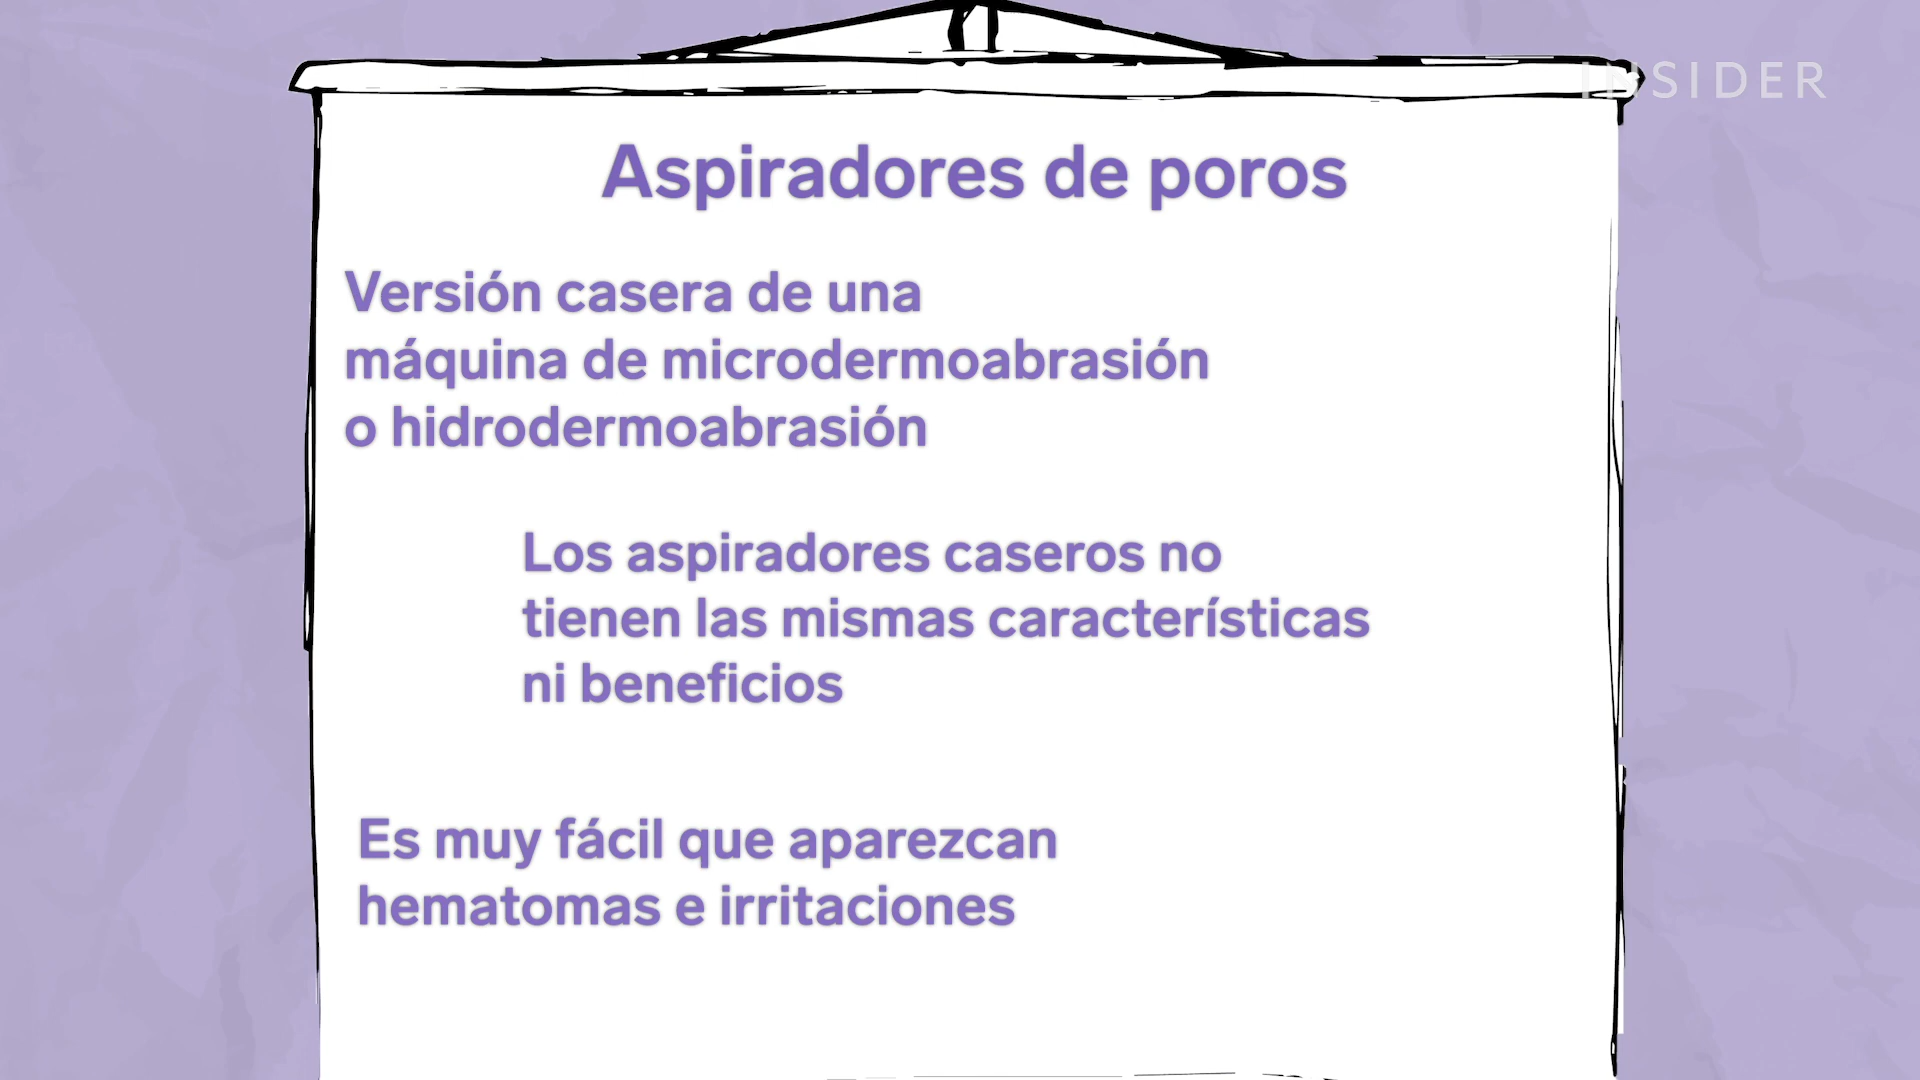 INSIDER
Aspiradores de poros
Versión casera de una
máquina de microdermoabrasión
o hidrodermoabrasión
Los aspiradores caseros no
tienen las mismas características
ni beneficios
Es muy fácil que aparezcan
hematomas e irritaciones